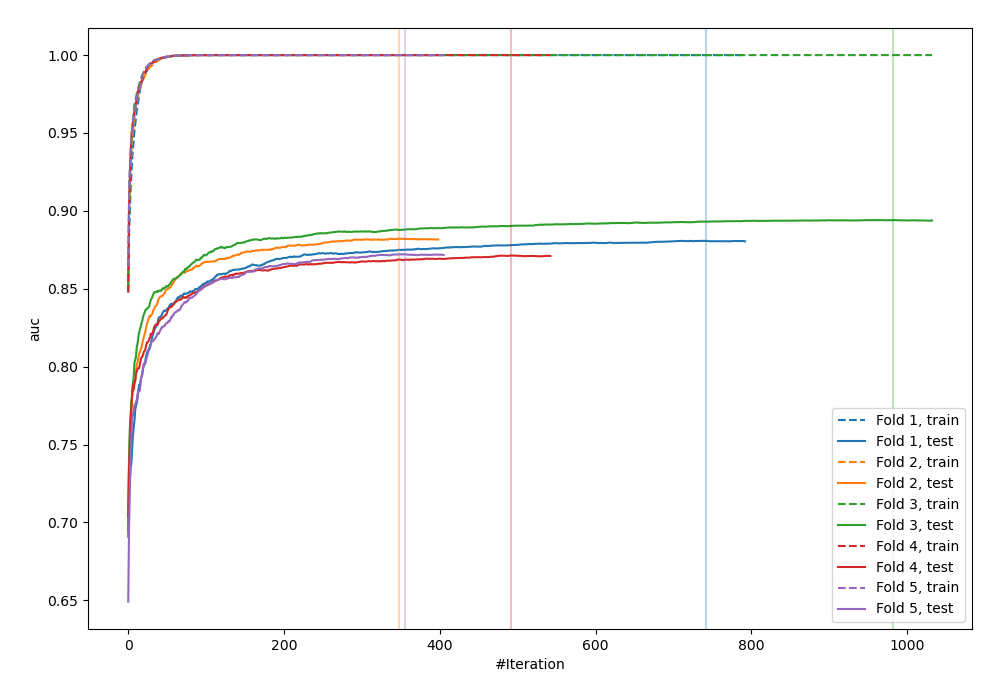 1.00
0.95
0.90
0.85
0.80
0.75
0.70
0.65
auc
0
200
400
600
800
1000
#Iteration
Fold 1, train
Fold 1, test
Fold 2, train
Fold 2, test
Fold 3, train
Fold 3, test
Fold 4, train
Fold 4, test
Fold 5, train
Fold 5, test